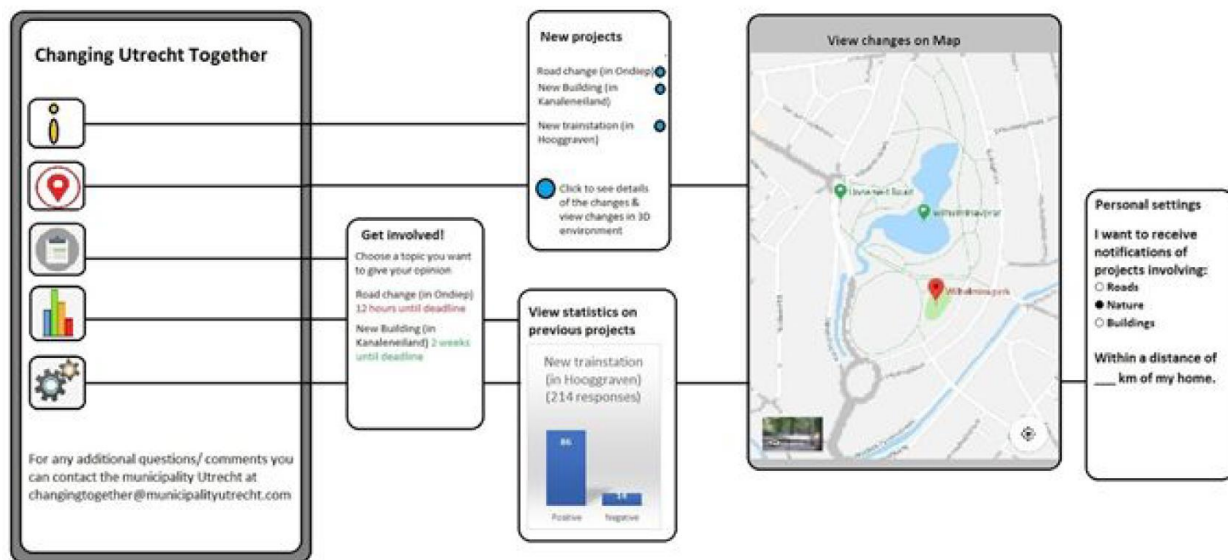 Changing Utrecht Together
For any additional questions/ comments you
can contact the municipality Utrecht at
changingtogether@municipalityutrecht.com
Get involved!
Choose a topic you want
to give your opinion
Road change (in Ondiep)
12 hours until deadline
New Building (in
Kanaleneiland) 2 weeks
until deadline
New projects
Road change (in Ondiep)
New Building (in
Kanaleneiland)
New trainstation (in
Hooggraven)
Click to see details
of the changes &
view changes in 3D
environment
View statistics on
previous projects
New trainstation
(in Hooggraven)
(214 responses)
86
14
Positive
Negative
View changes on Map
Wilhelminapark
Personal settings
I want to receive
notifications of
projects involving:
Roads
Nature
Buildings
Within a distance of
___ km of my home.